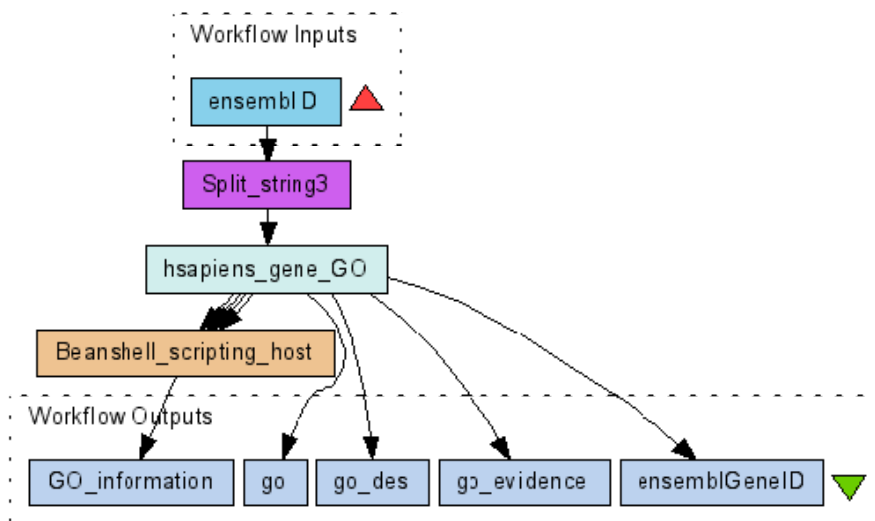 Workflow Inputs
ensemblD
Split_string3
hsapiens_gene_GO
Beanshell_scripting_host
Workflow Outputs
GO_information go go_des go_evidence ensemblGeneID